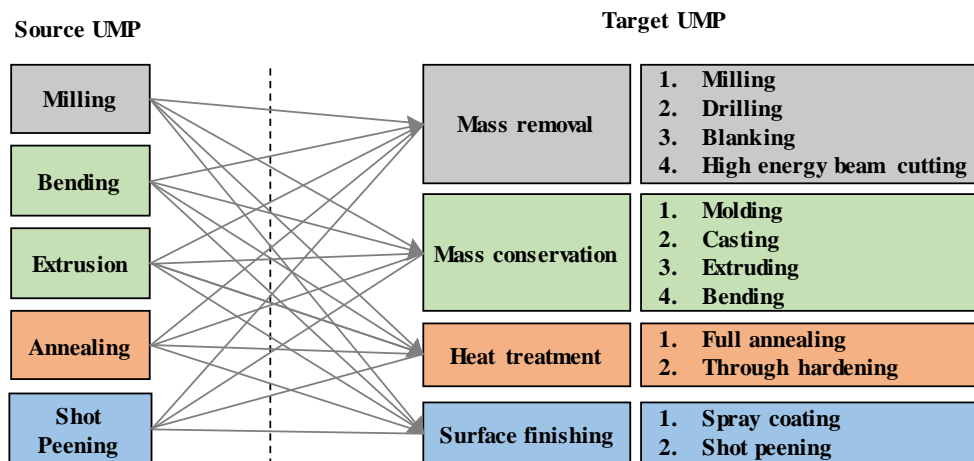 Source UMP
Target UMP
Milling
Bending
Extrusion
Annealing
Shot
Peening
Mass removal
1. Milling
2. Drilling
3. Blanking
4. High energy beam cutting
Mass conservation
1. Molding
2. Casting
3. Extruding
4. Bending
Heat treatment
1. Full annealing
2. Through hardening
Surface finishing
1. Spray coating
2. Shot peening